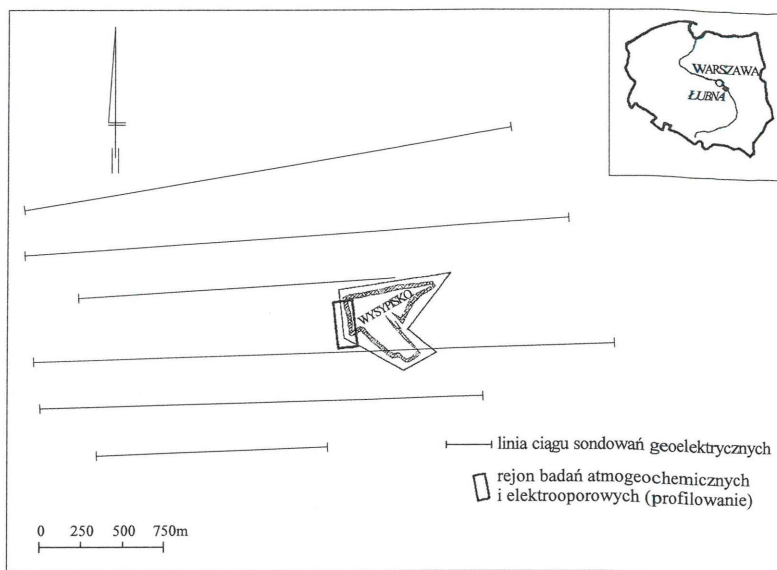 WARSZAWA
ŁUBNA
WYSYPISKO
linia ciągu sondowań geoelektrycznych
rejon badań atmogeochemicznych
i elektrooporowych (profilowanie)
0 250 500 750m